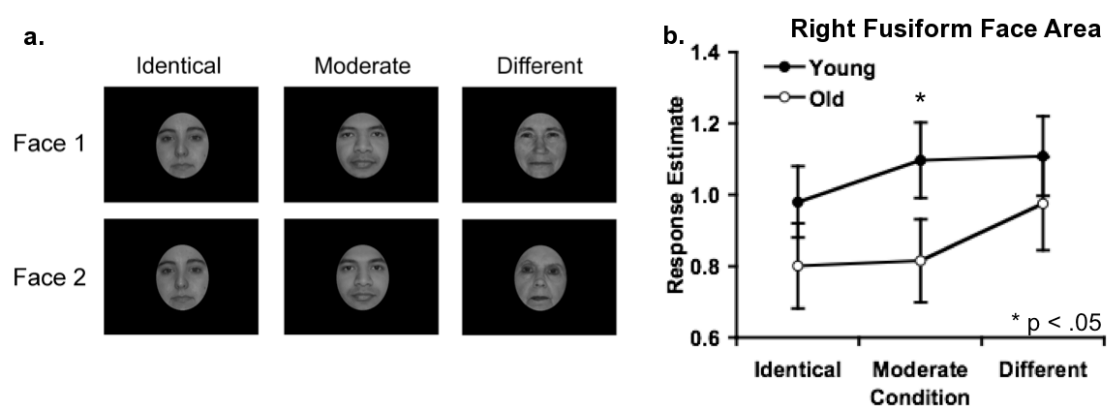 a.
Identical Moderate Different
Face 1
Face 2
b.
Right Fusiform Face Area
1.4
1.2
1.0
0.8
0.6
Response Estimate
Young
Old
*
* p < .05
Identical Moderate Different
Condition